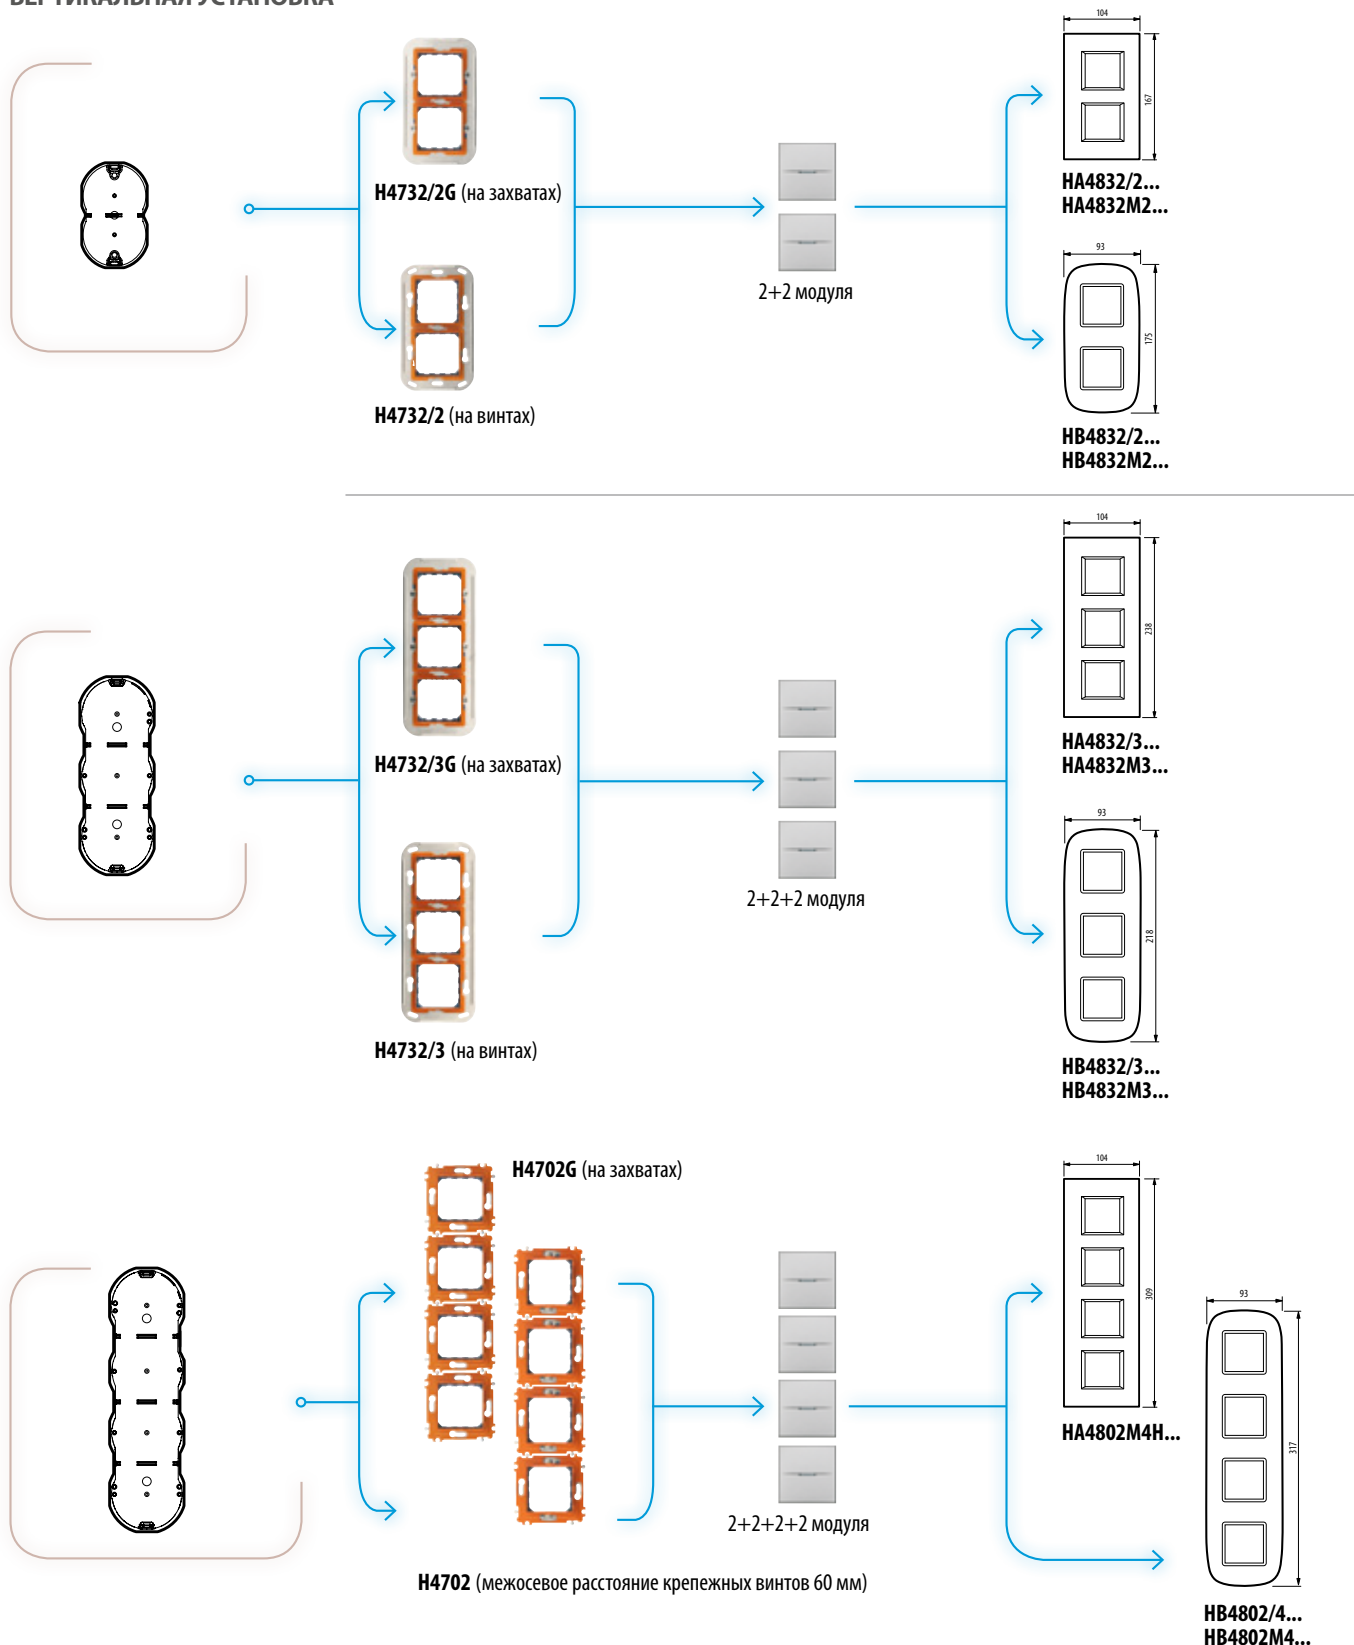 ВЕРТИКАЛЬНАЯ УСТАНОВКА
104
167
H4732/2G (на захватах)
HA4832/2...
HA4832M2...
93
175
2+2 модуля
H4732/2 (на винтах)
HB4832/2...
HB4832M2...
104
238
H4732/3G (на захватах)
HA4832/3...
HA4832M3...
93
218
2+2+2 модуля
H4732/3 (на винтах)
HB4832/3...
HB4832M3...
H4702G (на захватах)
104
309
HA4802M4H...
93
317
2+2+2+2 модуля
H4702 (межосевое расстояние крепежных винтов 60 мм)
HB4802/4...
HB4802M4...